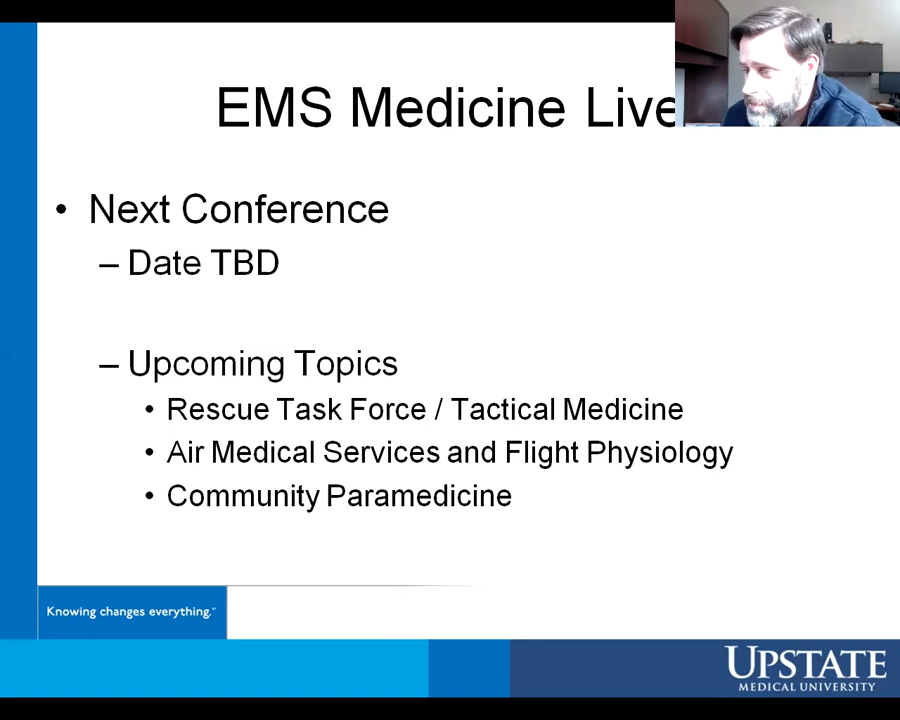 EMS Medicine Live
• Next Conference
– Date TBD
– Upcoming Topics
• Rescue Task Force / Tactical Medicine
• Air Medical Services and Flight Physiology
• Community Paramedicine
Knowing changes everything.™
UPSTATE
MEDICAL UNIVERSITY